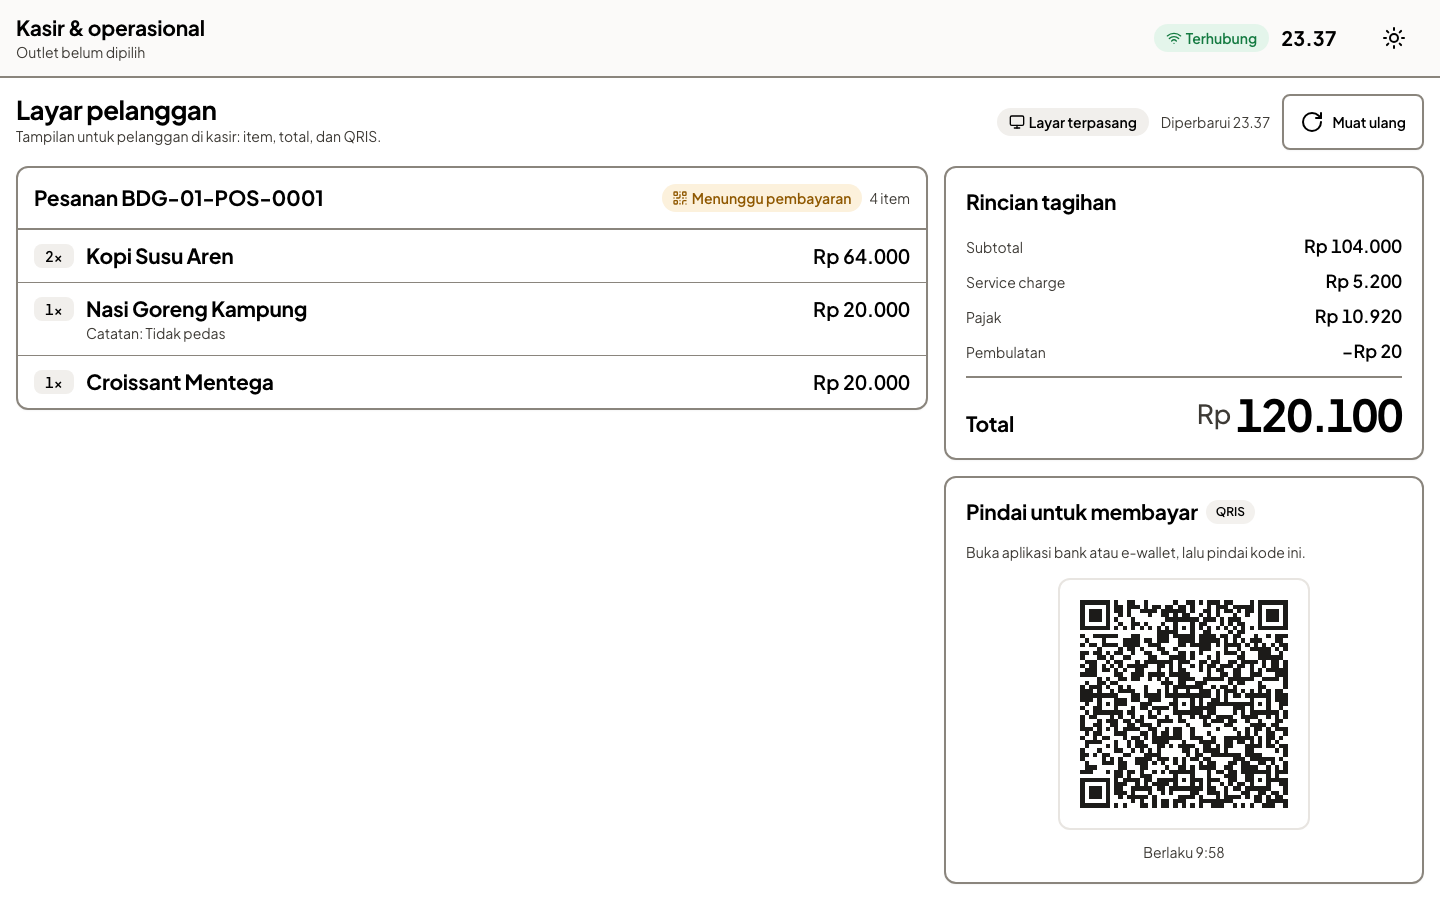 Kasir & operasional
Outlet belum dipilih
Terhubung
23.37
Layar pelanggan
Tampilan untuk pelanggan di kasir: item, total, dan QRIS.
Layar terpasang
Diperbarui 23.37
Muat ulang
Pesanan BDG-01-POS-0001
Menunggu pembayaran
4 item
2× Kopi Susu Aren Rp 64.000
1× Nasi Goreng Kampung Rp 20.000
Catatan: Tidak pedas
1× Croissant Mentega Rp 20.000
Rincian tagihan
Subtotal Rp 104.000
Service charge Rp 5.200
Pajak Rp 10.920
Pembulatan −Rp 20
Total Rp 120.100
Pindai untuk membayar QRIS
Buka aplikasi bank atau e-wallet, lalu pindai kode ini.
Berlaku 9:58